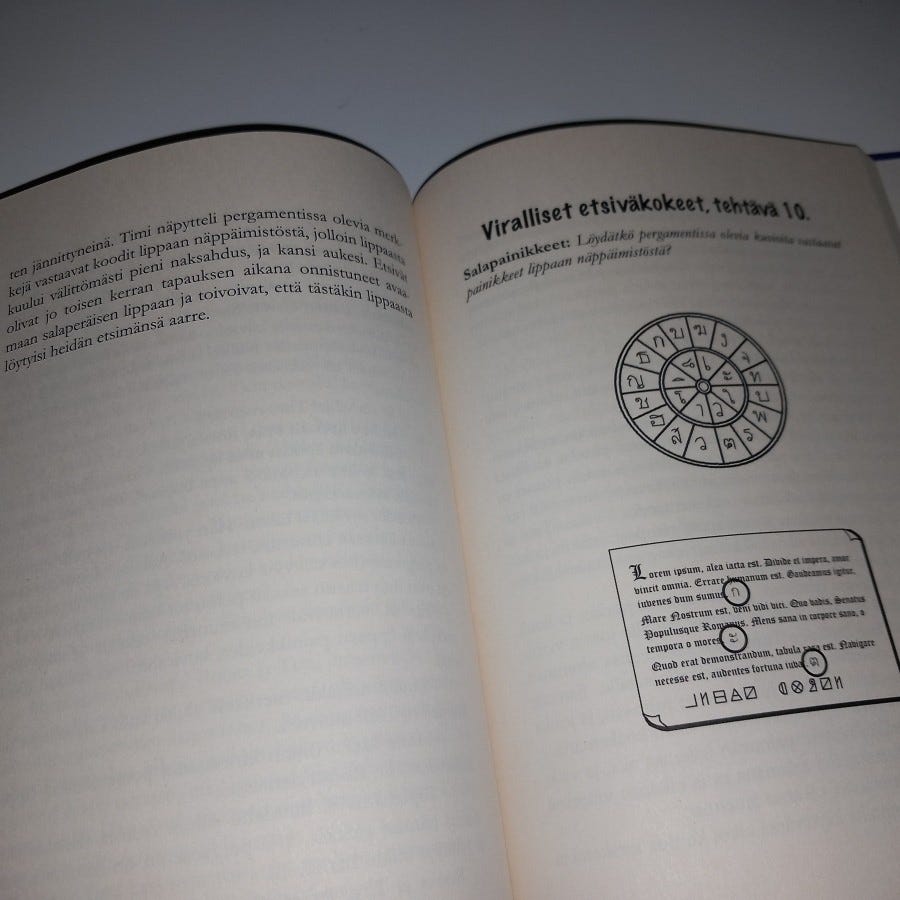 ten jännittyneinä. Timi näpytteli pergamentissa olevia merk-
kejä vastaavat koodit lippaan näppäimistöstä, jolloin lippaasta
kuului välittömästi pieni naksahdus, ja kansi aukesi. Etsivät
olivat jo toisen kerran tapauksen aikana onnistuneet avaa-
maan salaperäisen lippaan ja toivoivat, että tästäkin lippaasta
löytyisi heidän etsimänsä aarre.
Viralliset etsiväkokeet, tehtävä 10.
Salapainikkeet: Löydätkö pergamentissa olevia kuvioita vastaavat
painikkeet lippaan näppäimistöstä?
Lorem ipsum, alea iacta est. Divide et impera, amor
vincit omnia. Errare humanum est. Gaudeamus igitur,
iuvenes dum sumus.
Mare Nostrum est, veni vidi vici. Quo vadis, Senatus
Populusque Romanus. Mens sana in corpore sano, o
tempora o mores.
Quod erat demonstrandum, tabula rasa est. Navigare
necesse est, audentes fortuna iuva